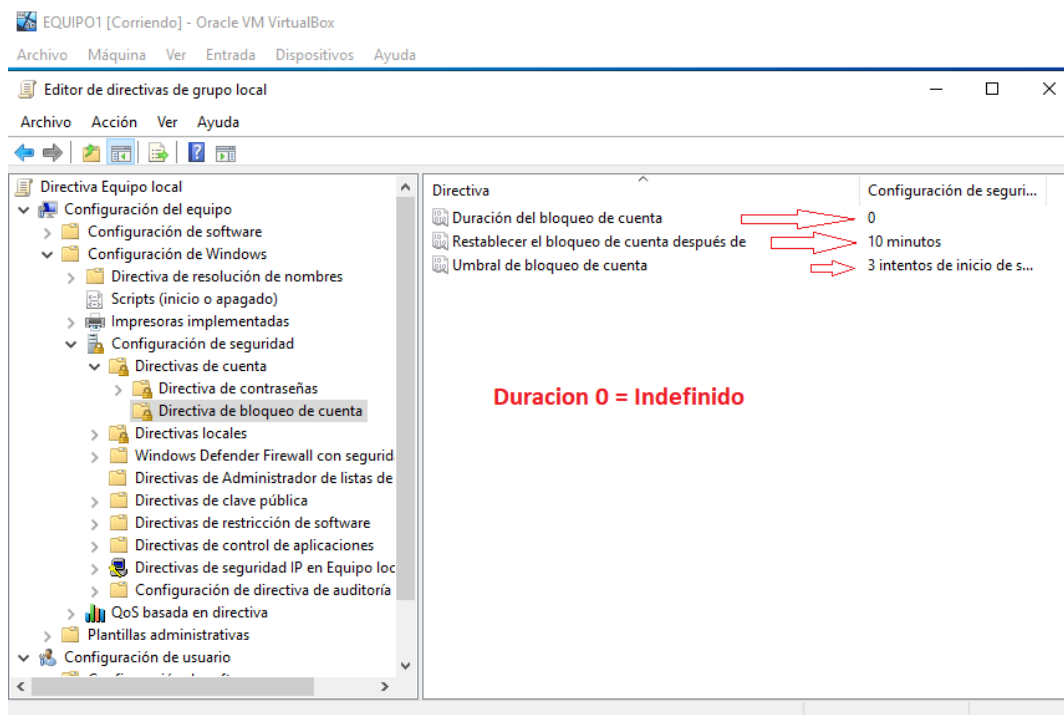 EQUIPO1 [Corriendo] - Oracle VM VirtualBox
Archivo Máquina Ver Entrada Dispositivos Ayuda
Editor de directivas de grupo local
Archivo Acción Ver Ayuda
Directiva Equipo local
Configuración del equipo
Configuración de software
Configuración de Windows
Directiva de resolución de nombres
Scripts (inicio o apagado)
Impresoras implementadas
Configuración de seguridad
Directivas de cuenta
Directiva de contraseñas
Directiva de bloqueo de cuenta
Directivas locales
Windows Defender Firewall con segurid
Directivas de Administrador de listas de
Directivas de clave pública
Directivas de restricción de software
Directivas de control de aplicaciones
Directivas de seguridad IP en Equipo loc
Configuración de directiva de auditoría
QoS basada en directiva
Plantillas administrativas
Configuración de usuario
Directiva Configuración de seguri...
Duración del bloqueo de cuenta 0
Restablecer el bloqueo de cuenta después de 10 minutos
Umbral de bloqueo de cuenta 3 intentos de inicio de s...
Duracion 0 = Indefinido